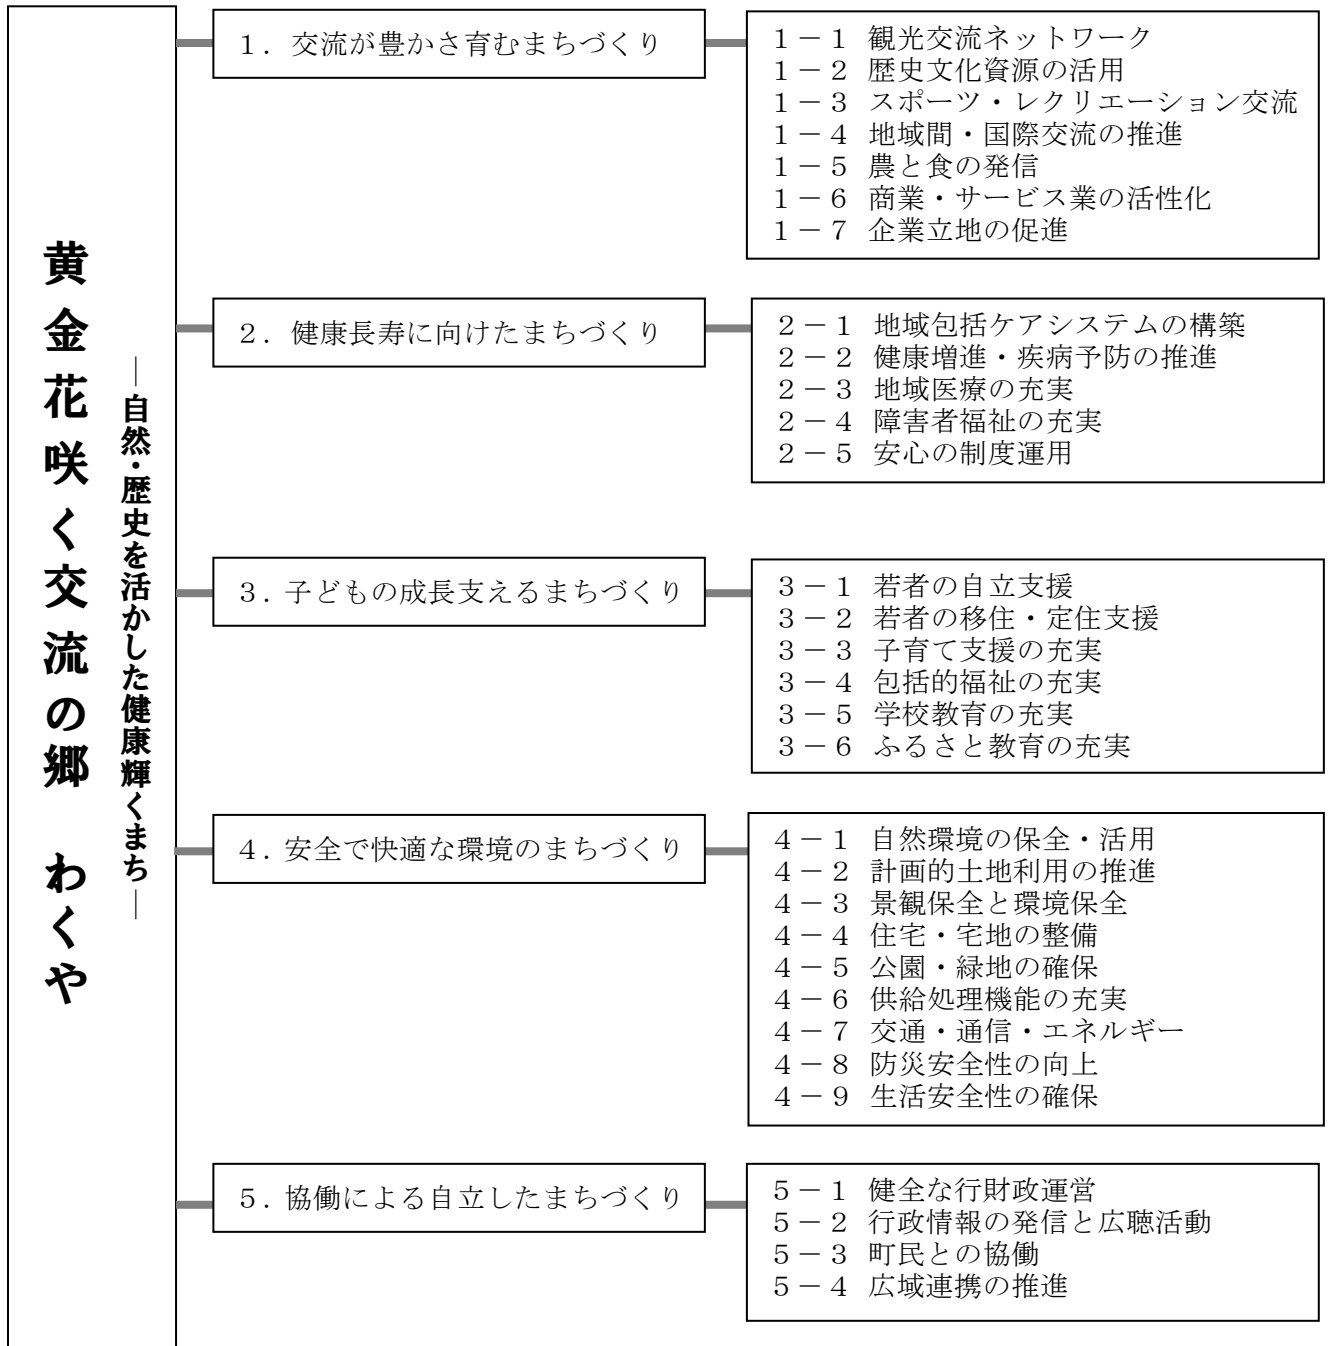 黄金花咲く交流の郷　わくや
―自然・歴史を活かした健康輝くまち―
１．交流が豊かさ育むまちづくり
１－１ 観光交流ネットワーク
１－２ 歴史文化資源の活用
１－３ スポーツ・レクリエーション交流
１－４ 地域間・国際交流の推進
１－５ 農と食の発信
１－６ 商業・サービス業の活性化
１－７ 企業立地の促進
２．健康長寿に向けたまちづくり
２－１ 地域包括ケアシステムの構築
２－２ 健康増進・疾病予防の推進
２－３ 地域医療の充実
２－４ 障害者福祉の充実
２－５ 安心の制度運用
３．子どもの成長支えるまちづくり
３－１ 若者の自立支援
３－２ 若者の移住・定住支援
３－３ 子育て支援の充実
３－４ 包括的福祉の充実
３－５ 学校教育の充実
３－６ ふるさと教育の充実
４．安全で快適な環境のまちづくり
４－１ 自然環境の保全・活用
４－２ 計画的土地利用の推進
４－３ 景観保全と環境保全
４－４ 住宅・宅地の整備
４－５ 公園・緑地の確保
４－６ 供給処理機能の充実
４－７ 交通・通信・エネルギー
４－８ 防災安全性の向上
４－９ 生活安全性の確保
５．協働による自立したまちづくり
５－１ 健全な行財政運営
５－２ 行政情報の発信と広聴活動
５－３ 町民との協働
５－４ 広域連携の推進